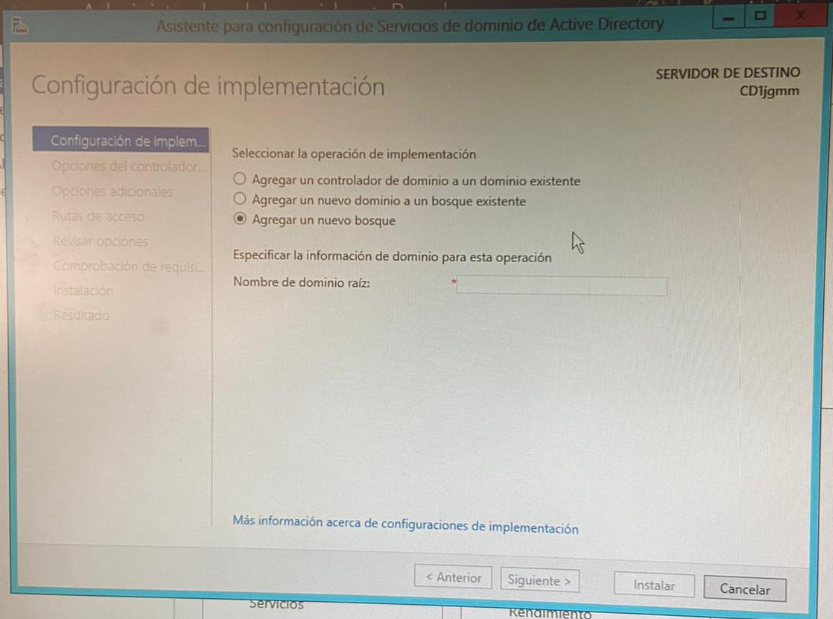 Asistente para configuración de Servicios de dominio de Active Directory
Configuración de implementación
SERVIDOR DE DESTINO
CD1jgmm
Configuración de implem...
Opciones del controlador...
Opciones adicionales
Rutas de acceso
Revisar opciones
Comprobación de requisi...
Instalación
Resultado
Seleccionar la operación de implementación
Agregar un controlador de dominio a un dominio existente
Agregar un nuevo dominio a un bosque existente
Agregar un nuevo bosque
Especificar la información de dominio para esta operación
Nombre de dominio raíz:
*
Más información acerca de configuraciones de implementación
< Anterior
Siguiente >
Instalar
Cancelar
Servicios
Rendimiento